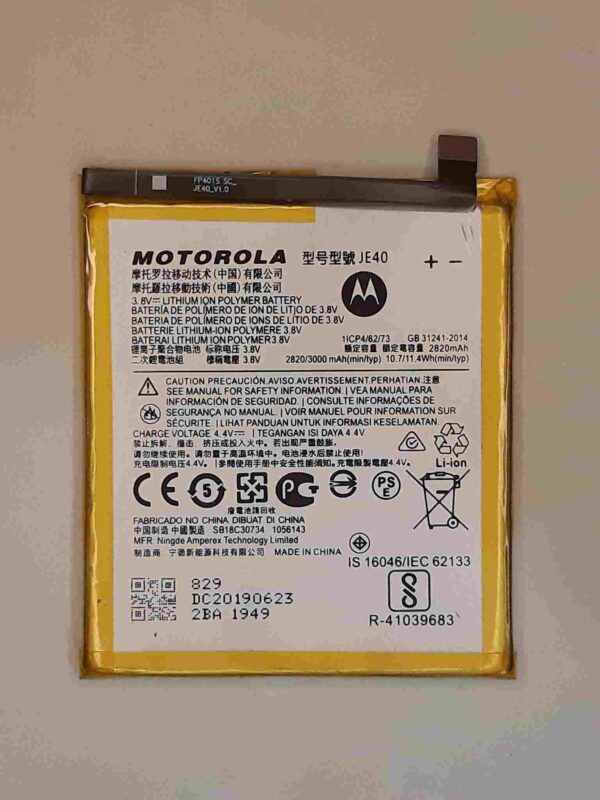 FP401S SC_
JE40_V1.0
MOTOROLA 型号型號 JE40
+ -
摩托罗拉移动技术(中国)有限公司
摩托羅拉移動技術(中國)有限公司
3.8V⎓ LITHIUM ION POLYMER BATTERY
BATERÍA DE POLÍMERO DE ION DE LITIO DE 3.8V
BATERIA DE POLÍMERO DE ÍONS DE LÍTIO DE 3.8V
BATTERIE LITHIUM-ION POLYMÈRE 3.8V
BATERAI LITHIUM ION POLIMER 3.8V
1ICP4/62/73 GB 31241-2014
锂离子聚合物电池 标称电压 3.8V 额定容量 額定容量 2820mAh
二次鋰電池組 標稱電壓 3.8V 2820/3000 mAh(min/typ) 10.7/11.4Wh(min/typ)
CAUTION.PRECAUCIÓN.AVISO.AVERTISSEMENT.PERHATIAN.注意
SEE MANUAL FOR SAFETY INFORMATION | VEA MANUAL PARA
INFORMACIÓN DE SEGURIDAD. | CONSULTE INFORMAÇÕES DE
SEGURANÇA NO MANUAL. | VOIR MANUEL POUR INFORMATION SUR
SÉCURITÉ. | LIHAT PANDUAN UNTUK INFORMASI KESELAMATAN.
CHARGE VOLTAGE 4.4V⎓ | TEGANGAN ISI DAYA 4.4V
禁止拆解、撞击、挤压或投入火中。若出现严重鼓胀,
请勿继续使用。请勿置于高温环境中。电池浸水后禁止使用。
充电限制电压4.4V。 | 參閱使用手册中安全性能須知。充電限制電壓4.4V
Li-ion
5
PS
E
廢電池請回收
FABRICADO NO CHINA DIBUAT DI CHINA
中国制造 中國製造 SB18C30734 1056143
MFR: Ningde Amperex Technology Limited
制造商: 宁德新能源科技有限公司 MADE IN CHINA
IS 16046/IEC 62133
R-41039683
829
DC20190623
2BA 1949